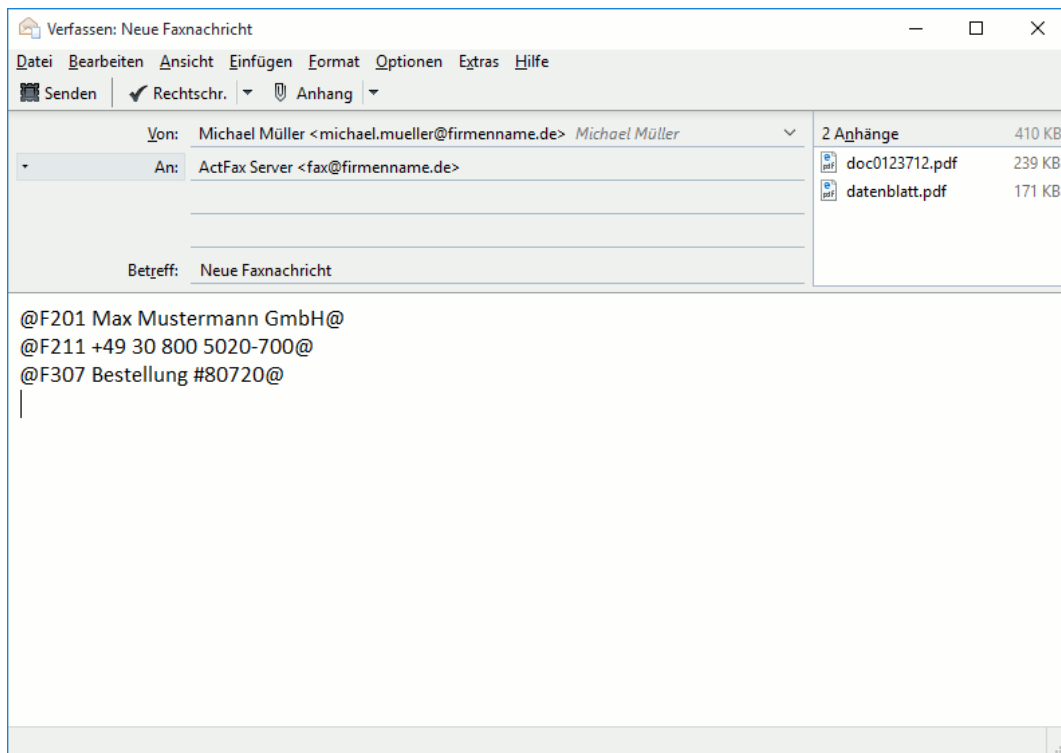 Verfassen: Neue Faxnachricht
Datei Bearbeiten Ansicht Einfügen Format Optionen Extras Hilfe
Senden Rechtschr. Anhang
Von: Michael Müller <michael.mueller@firmenname.de> Michael Müller
2 Anhänge 410 KB
An: ActFax Server <fax@firmenname.de>
doc0123712.pdf 239 KB
datenblatt.pdf 171 KB
Betreff: Neue Faxnachricht
@F201 Max Mustermann GmbH@
@F211 +49 30 800 5020-700@
@F307 Bestellung #80720@